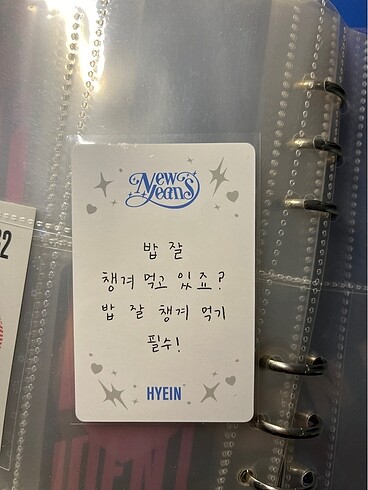 NewJeans
밥 잘
챙겨 먹고 있죠?
밥 잘 챙겨 먹기
필수!
HYEIN